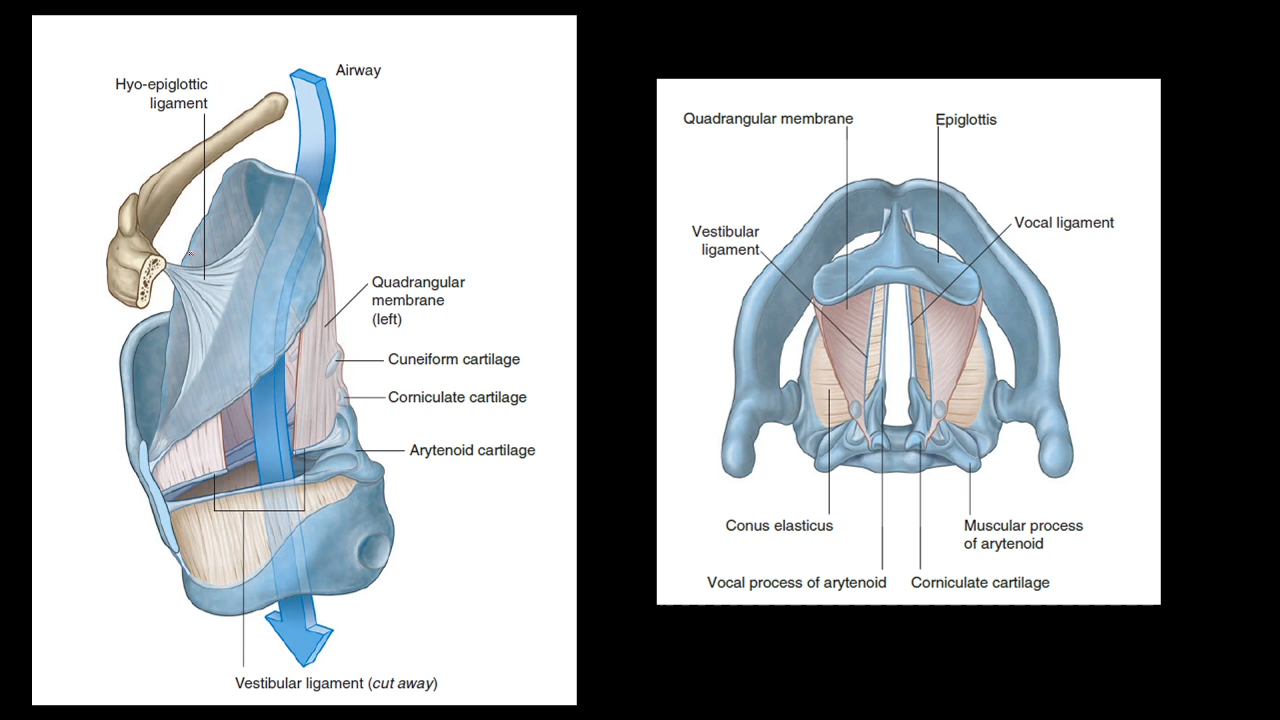 Airway
Hyo-epiglottic
ligament
Quadrangular
membrane
(left)
Cuneiform cartilage
Corniculate cartilage
Arytenoid cartilage
Vestibular ligament (cut away)
Quadrangular membrane
Epiglottis
Vestibular
ligament
Vocal ligament
Conus elasticus
Muscular process
of arytenoid
Vocal process of arytenoid
Corniculate cartilage